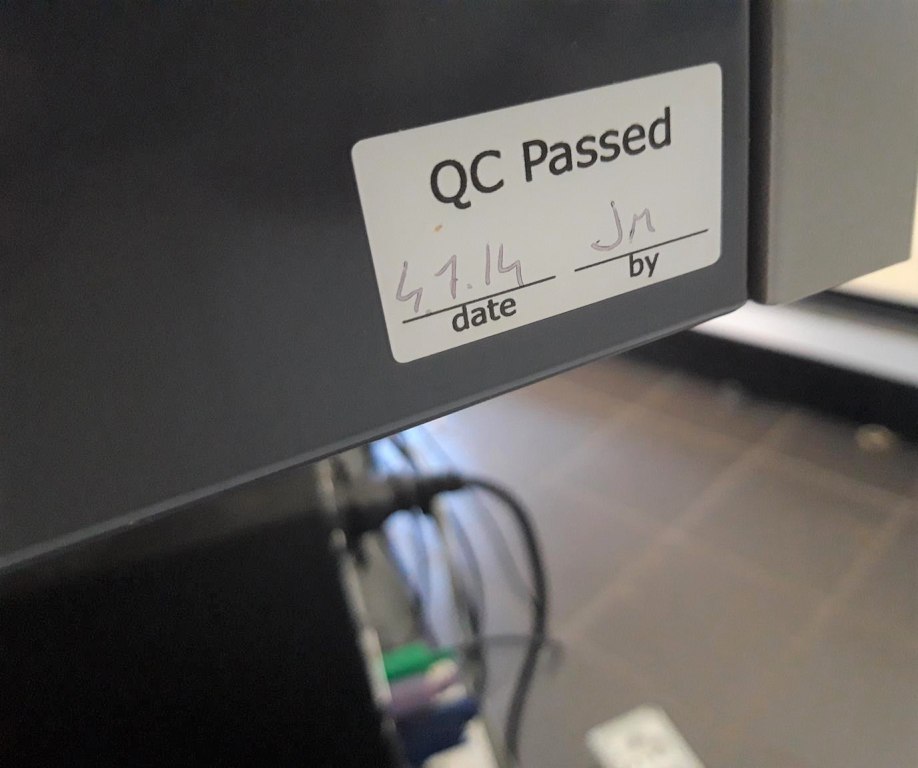 QC Passed
4.7.14 JM
date by